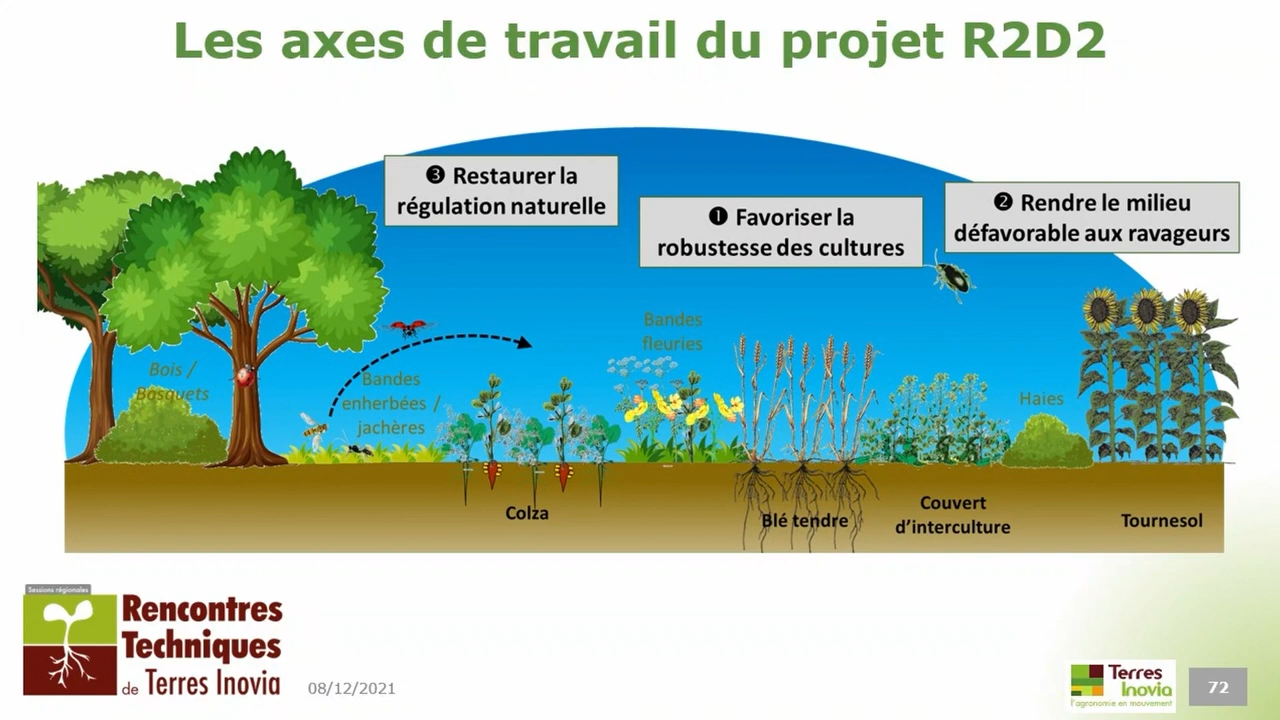 Les axes de travail du projet R2D2
❸ Restaurer la
régulation naturelle
❶ Favoriser la
robustesse des cultures
❷ Rendre le milieu
défavorable aux ravageurs
Bois /
Bosquets
Bandes
enherbées /
jachères
Bandes
fleuries
Haies
Colza
Blé tendre
Couvert
d'interculture
Tournesol
Sessions régionales
Rencontres
Techniques
de Terres Inovia
08/12/2021
Terres
Inovia
l'agronomie en mouvement
72